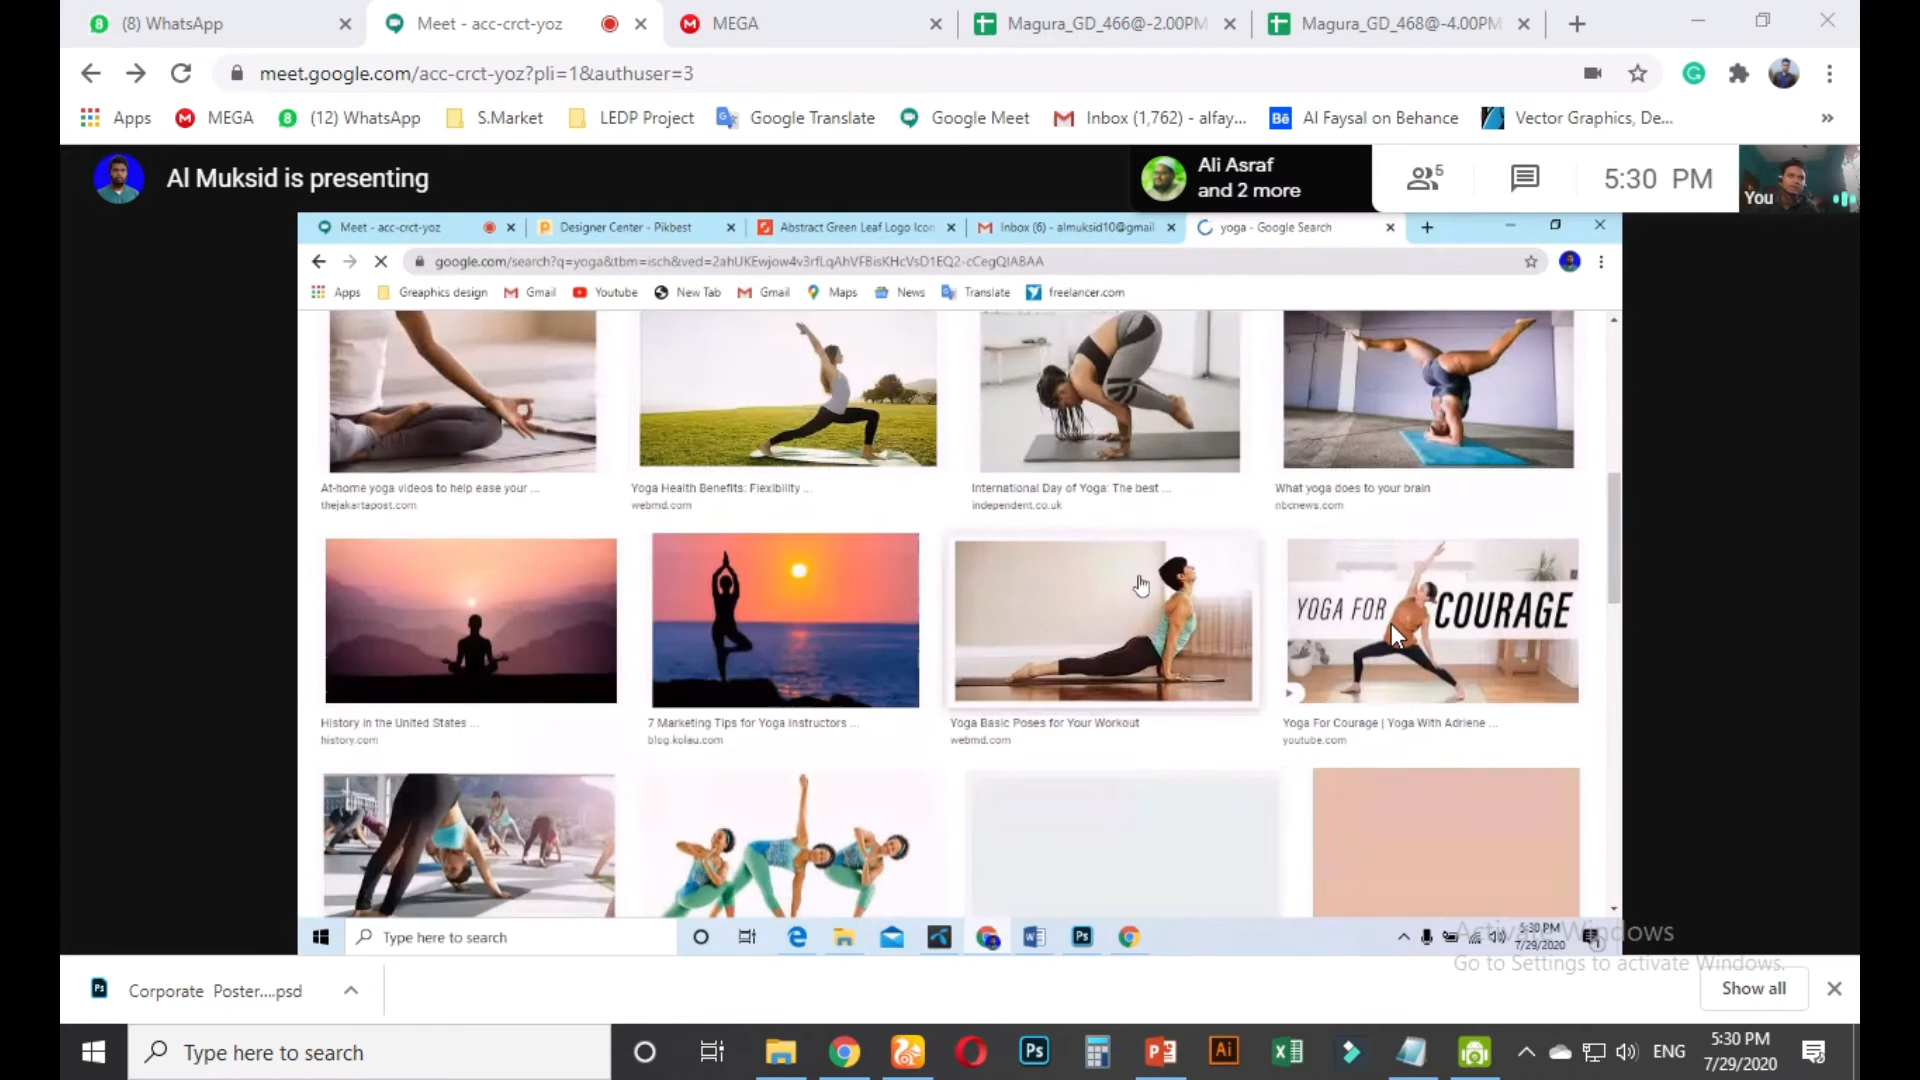 (8) WhatsApp
Meet - acc-crct-yoz
MEGA
Magura_GD_466@-2.00PM
Magura_GD_468@-4.00PM
meet.google.com/acc-crct-yoz?pli=1&authuser=3
Apps
MEGA
(12) WhatsApp
S.Market
LEDP Project
Google Translate
Google Meet
Inbox (1,762) - alfay...
Al Faysal on Behance
Vector Graphics, De...
Al Muksid is presenting
Ali Asraf
and 2 more
5
5:30 PM
You
Meet - acc-crct-yoz
Designer Center - Pikbest
Abstract Green Leaf Logo Icon
Inbox (6) - almuksid10@gmail
yoga - Google Search
google.com/search?q=yoga&tbm=isch&ved=2ahUKEwjow4v3rfLqAhVFBisKHcVsD1EQ2-cCegQIABAA
Apps
Greaphics design
Gmail
Youtube
New Tab
Gmail
Maps
News
Translate
freelancer.com
At-home yoga videos to help ease your ...
thejakartapost.com
Yoga Health Benefits: Flexibility ...
webmd.com
International Day of Yoga: The best ...
independent.co.uk
What yoga does to your brain
nbcnews.com
YOGA FOR COURAGE
History in the United States ...
history.com
7 Marketing Tips for Yoga Instructors ...
blog.kolau.com
Yoga Basic Poses for Your Workout
webmd.com
Yoga For Courage | Yoga With Adriene ...
youtube.com
Type here to search
5:30 PM
7/29/2020
Activate Windows
Go to Settings to activate Windows.
Corporate Poster....psd
Show all
Type here to search
ENG
5:30 PM
7/29/2020